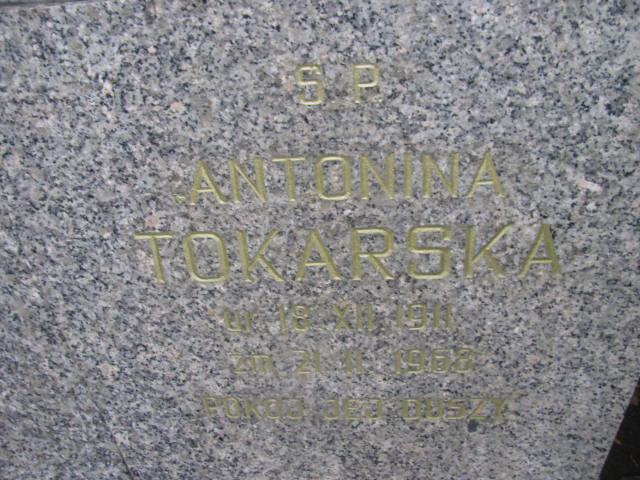 Ś.P.
ANTONINA
TOKARSKA
ur. 18 XII 1911
zm. 21 II 1968
POKÓJ JEJ DUSZY